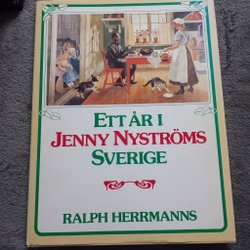 ETT ÅR I
JENNY NYSTRÖMS
SVERIGE
RALPH HERRMANNS